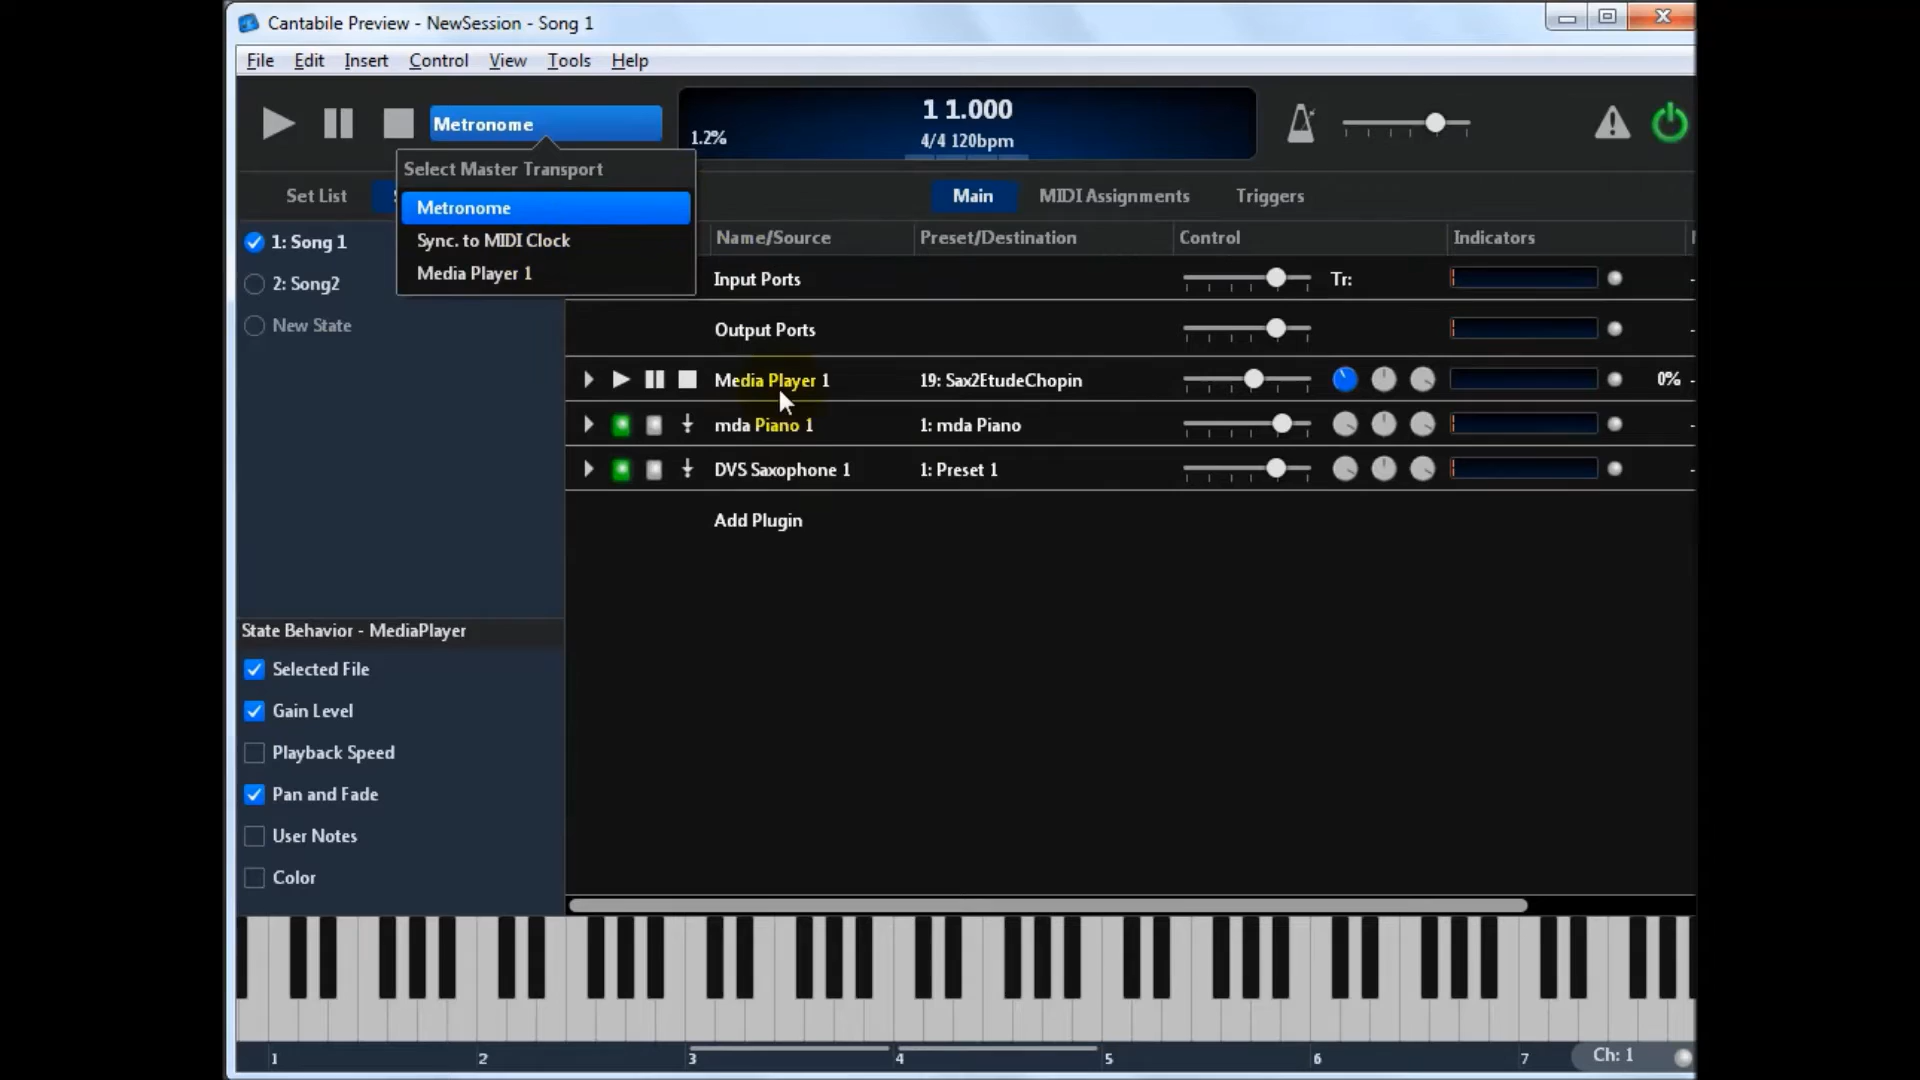 Cantabile Preview - NewSession - Song 1
File Edit Insert Control View Tools Help
Metronome
1 1.000
1.2%
4/4 120bpm
Select Master Transport
Metronome
Sync. to MIDI Clock
Media Player 1
Set List
Main MIDI Assignments Triggers
Name/Source Preset/Destination Control Indicators
1: Song 1
2: Song2
New State
Input Ports Tr: -
Output Ports -
Media Player 1 19: Sax2EtudeChopin 0% -
mda Piano 1 1: mda Piano -
DVS Saxophone 1 1: Preset 1 -
Add Plugin
State Behavior - MediaPlayer
Selected File
Gain Level
Playback Speed
Pan and Fade
User Notes
Color
1 2 3 4 5 6 7 Ch: 1